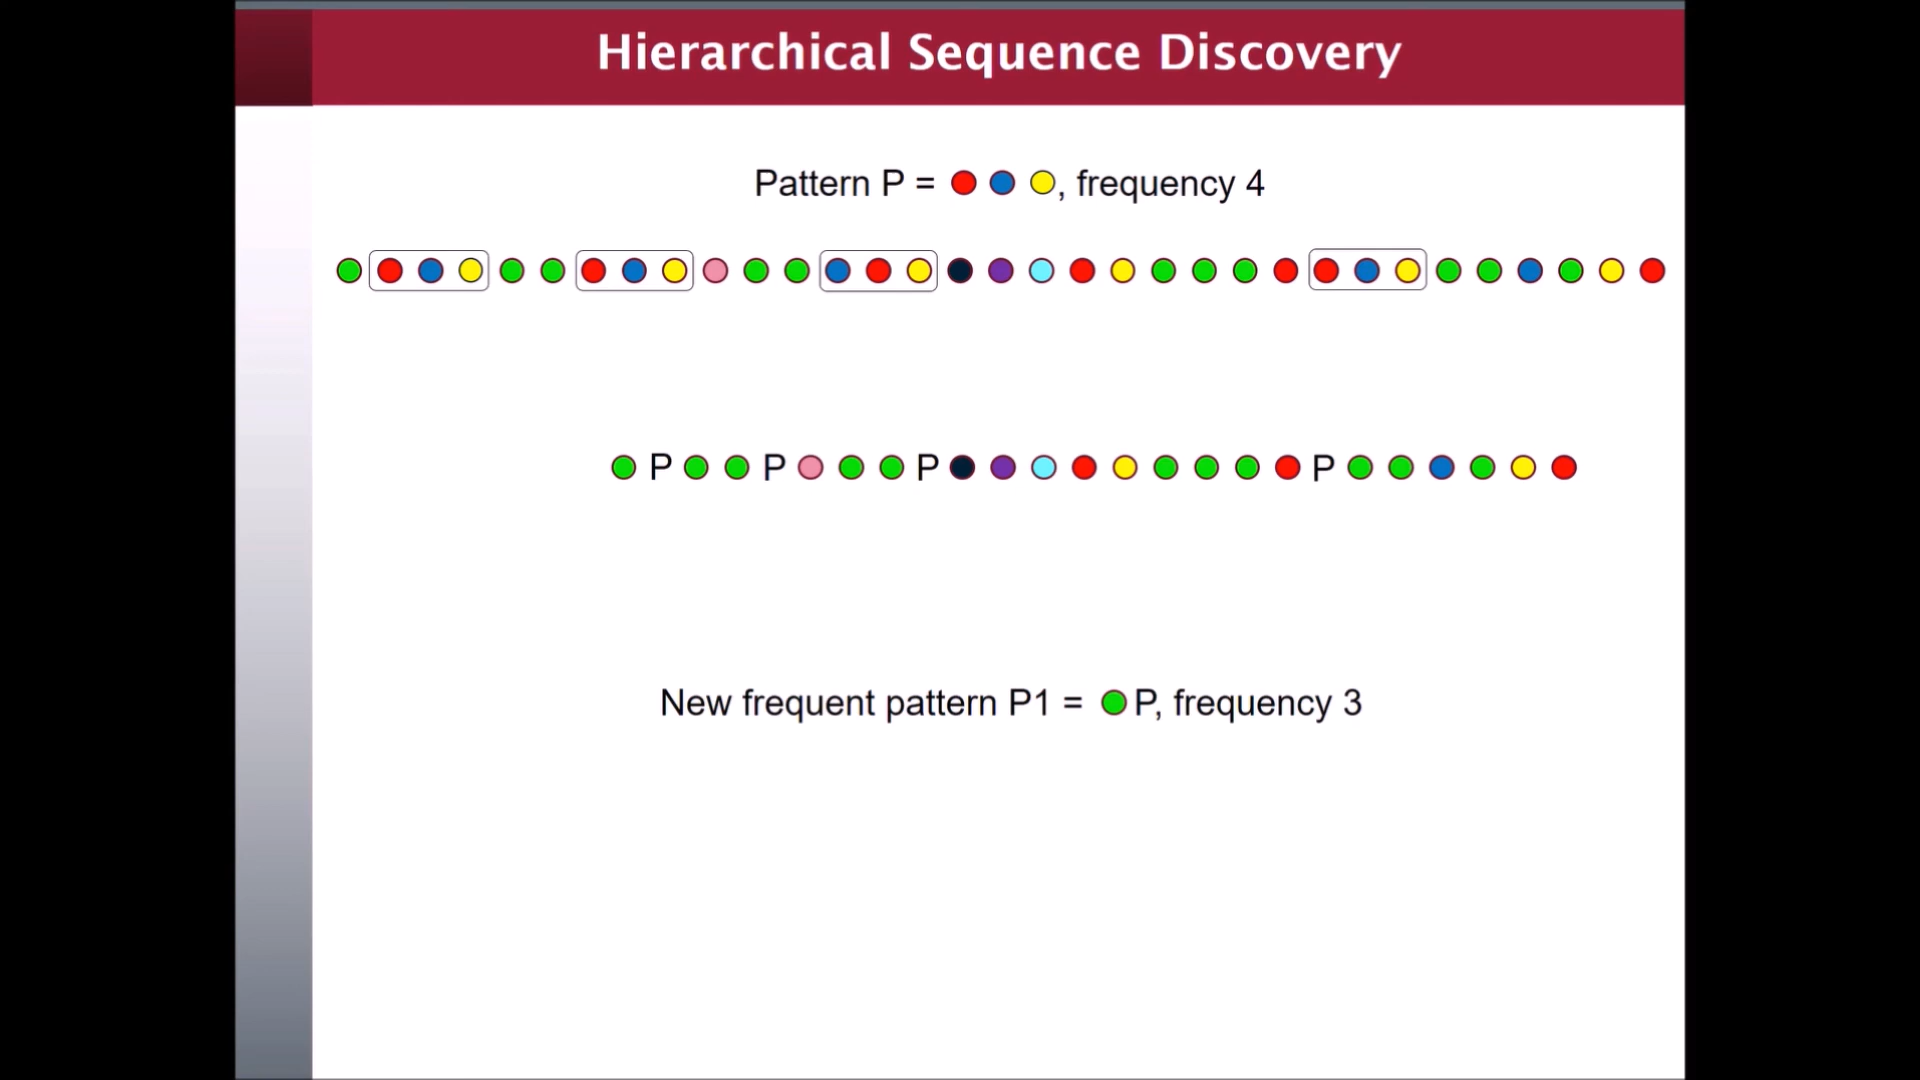 Hierarchical Sequence Discovery
Pattern P = , frequency 4
P P P P
New frequent pattern P1 = P, frequency 3